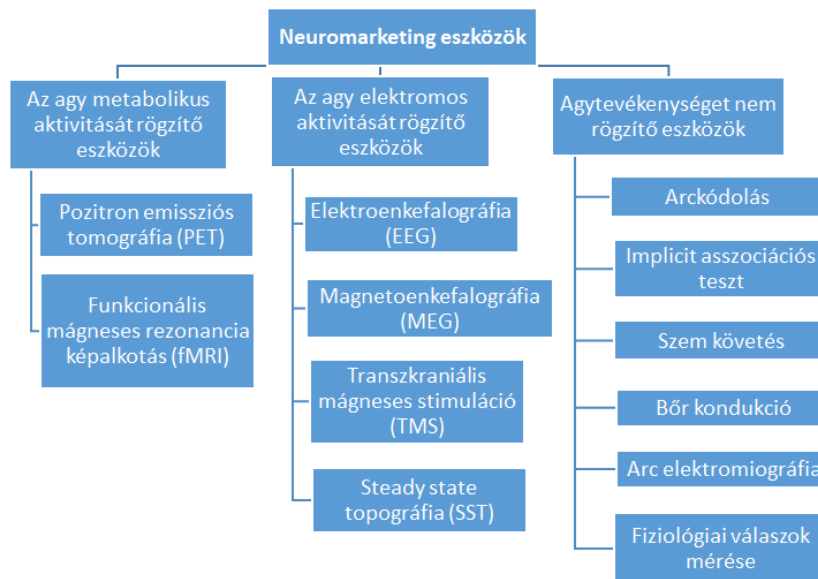 Neuromarketing eszközök
Az agy metabolikus
aktivitását rögzítő
eszközök
Pozitron emissziós
tomográfia (PET)
Funkcionális
mágneses rezonancia
képalkotás (fMRI)
Az agy elektromos
aktivitását rögzítő
eszközök
Elektroenkefalográfia
(EEG)
Magnetoenkefalográfia
(MEG)
Transzkraniális
mágneses stimuláció
(TMS)
Steady state
topográfia (SST)
Agytevékenységet nem
rögzítő eszközök
Arckódolás
Implicit asszociációs
teszt
Szem követés
Bőr kondukció
Arc elektromiográfia
Fiziológiai válaszok
mérése